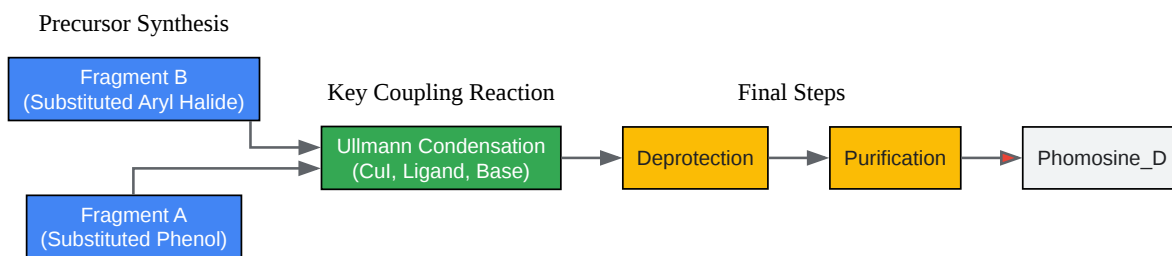 Precursor Synthesis
Fragment B
(Substituted Aryl Halide)
Key Coupling Reaction
Final Steps
Ullmann Condensation
(CuI, Ligand, Base)
Deprotection
Purification
Phomosine_D
Fragment A
(Substituted Phenol)